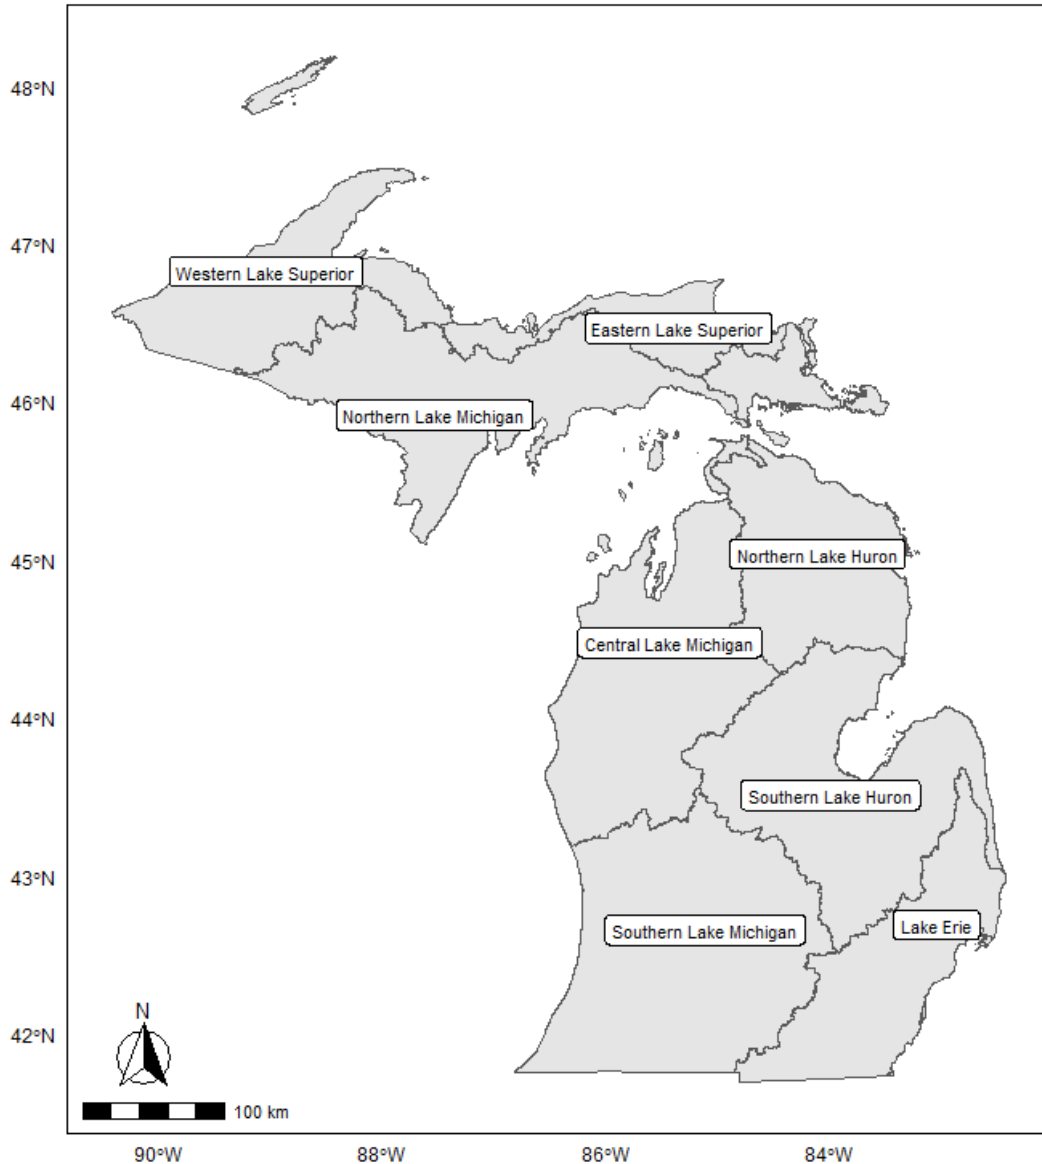 48°N
47°N
Western Lake Superior
Eastern Lake Superior
46°N
Northern Lake Michigan
45°N
Northern Lake Huron
Central Lake Michigan
44°N
Southern Lake Huron
43°N
Southern Lake Michigan
Lake Erie
42°N
N
100 km
90°W
88°W
86°W
84°W